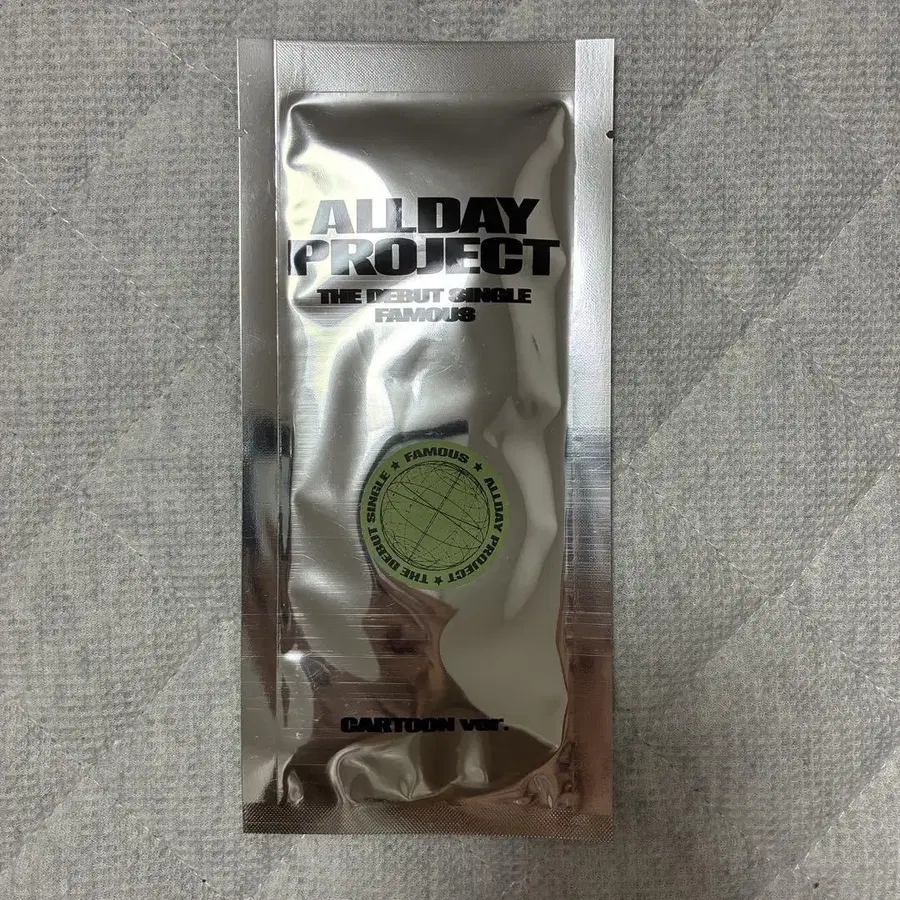 ALLDAY
PROJECT
THE DEBUT SINGLE
FAMOUS
★ FAMOUS ★ ALLDAY PROJECT ★ THE DEBUT SINGLE
CARTOON ver.